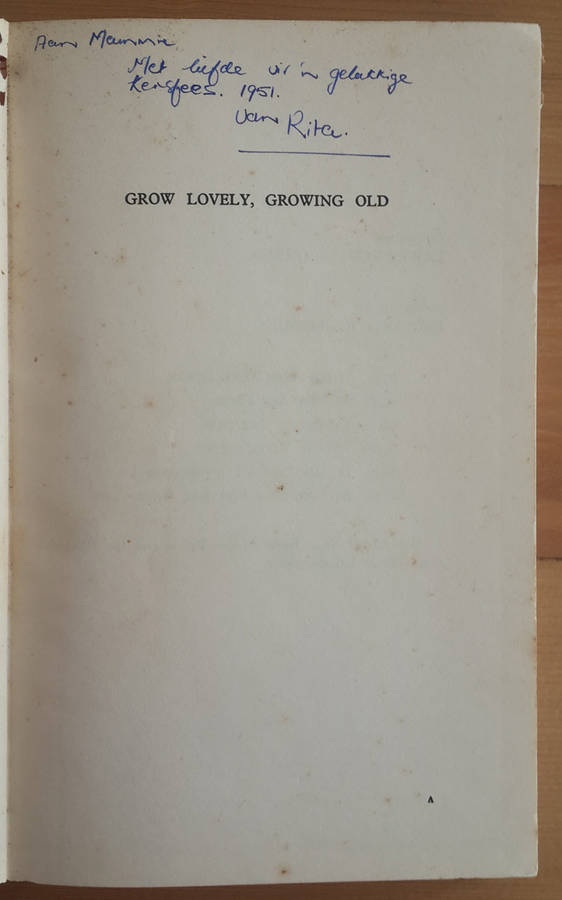 Aan Mammie
Met liefde vir 'n gelukkige
Kersfees. 1951.
Van Rita.
GROW LOVELY, GROWING OLD
A